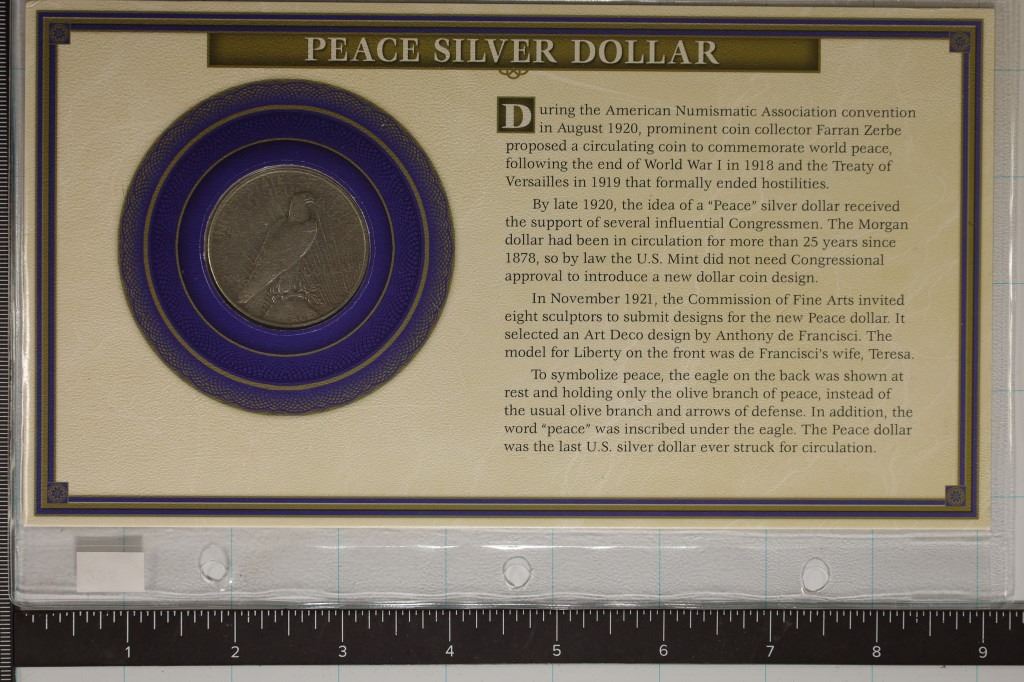 PEACE SILVER DOLLAR
During the American Numismatic Association convention
in August 1920, prominent coin collector Farran Zerbe
proposed a circulating coin to commemorate world peace,
following the end of World War I in 1918 and the Treaty of
Versailles in 1919 that formally ended hostilities.
By late 1920, the idea of a “Peace” silver dollar received
the support of several influential Congressmen. The Morgan
dollar had been in circulation for more than 25 years since
1878, so by law the U.S. Mint did not need Congressional
approval to introduce a new dollar coin design.
In November 1921, the Commission of Fine Arts invited
eight sculptors to submit designs for the new Peace dollar. It
selected an Art Deco design by Anthony de Francisci. The
model for Liberty on the front was de Francisci’s wife, Teresa.
To symbolize peace, the eagle on the back was shown at
rest and holding only the olive branch of peace, instead of
the usual olive branch and arrows of defense. In addition, the
word “peace” was inscribed under the eagle. The Peace dollar
was the last U.S. silver dollar ever struck for circulation.
1 2 3 4 5 6 7 8 9